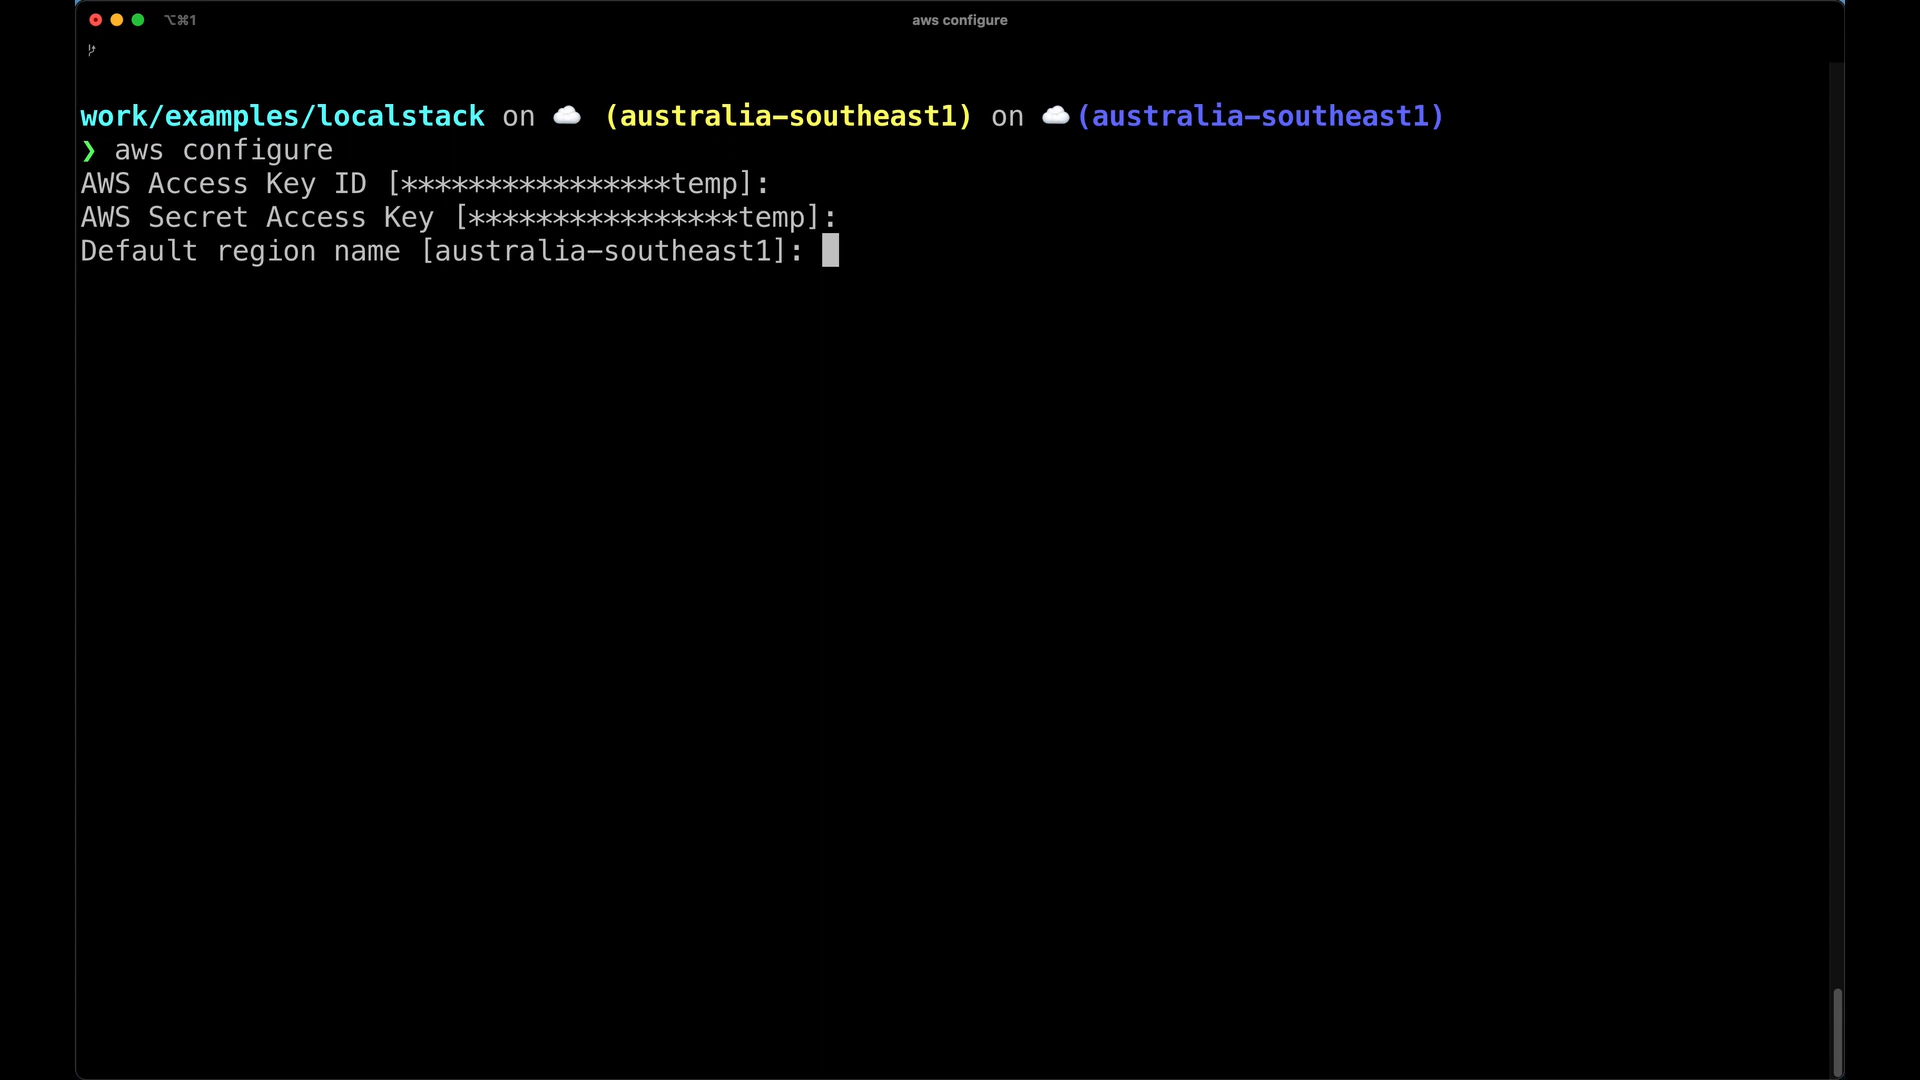 ⌥⌘1 aws configure
work/examples/localstack on ☁️ (australia-southeast1) on ☁️(australia-southeast1)
❯ aws configure
AWS Access Key ID [****************temp]:
AWS Secret Access Key [****************temp]:
Default region name [australia-southeast1]: